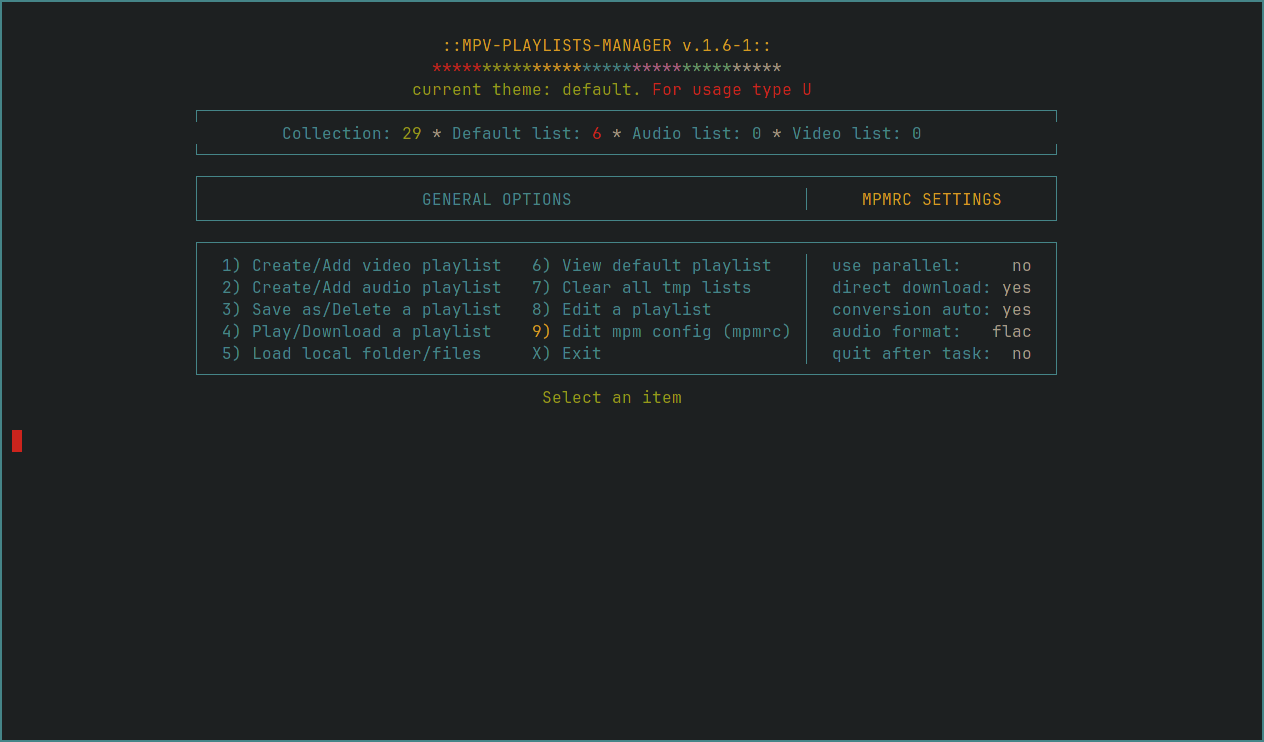 ::MPV-PLAYLISTS-MANAGER v.1.6-1::
***********************************
current theme: default. For usage type U
Collection: 29 * Default list: 6 * Audio list: 0 * Video list: 0
GENERAL OPTIONS MPMRC SETTINGS
1) Create/Add video playlist 6) View default playlist use parallel: no
2) Create/Add audio playlist 7) Clear all tmp lists direct download: yes
3) Save as/Delete a playlist 8) Edit a playlist conversion auto: yes
4) Play/Download a playlist 9) Edit mpm config (mpmrc) audio format: flac
5) Load local folder/files X) Exit quit after task: no
Select an item